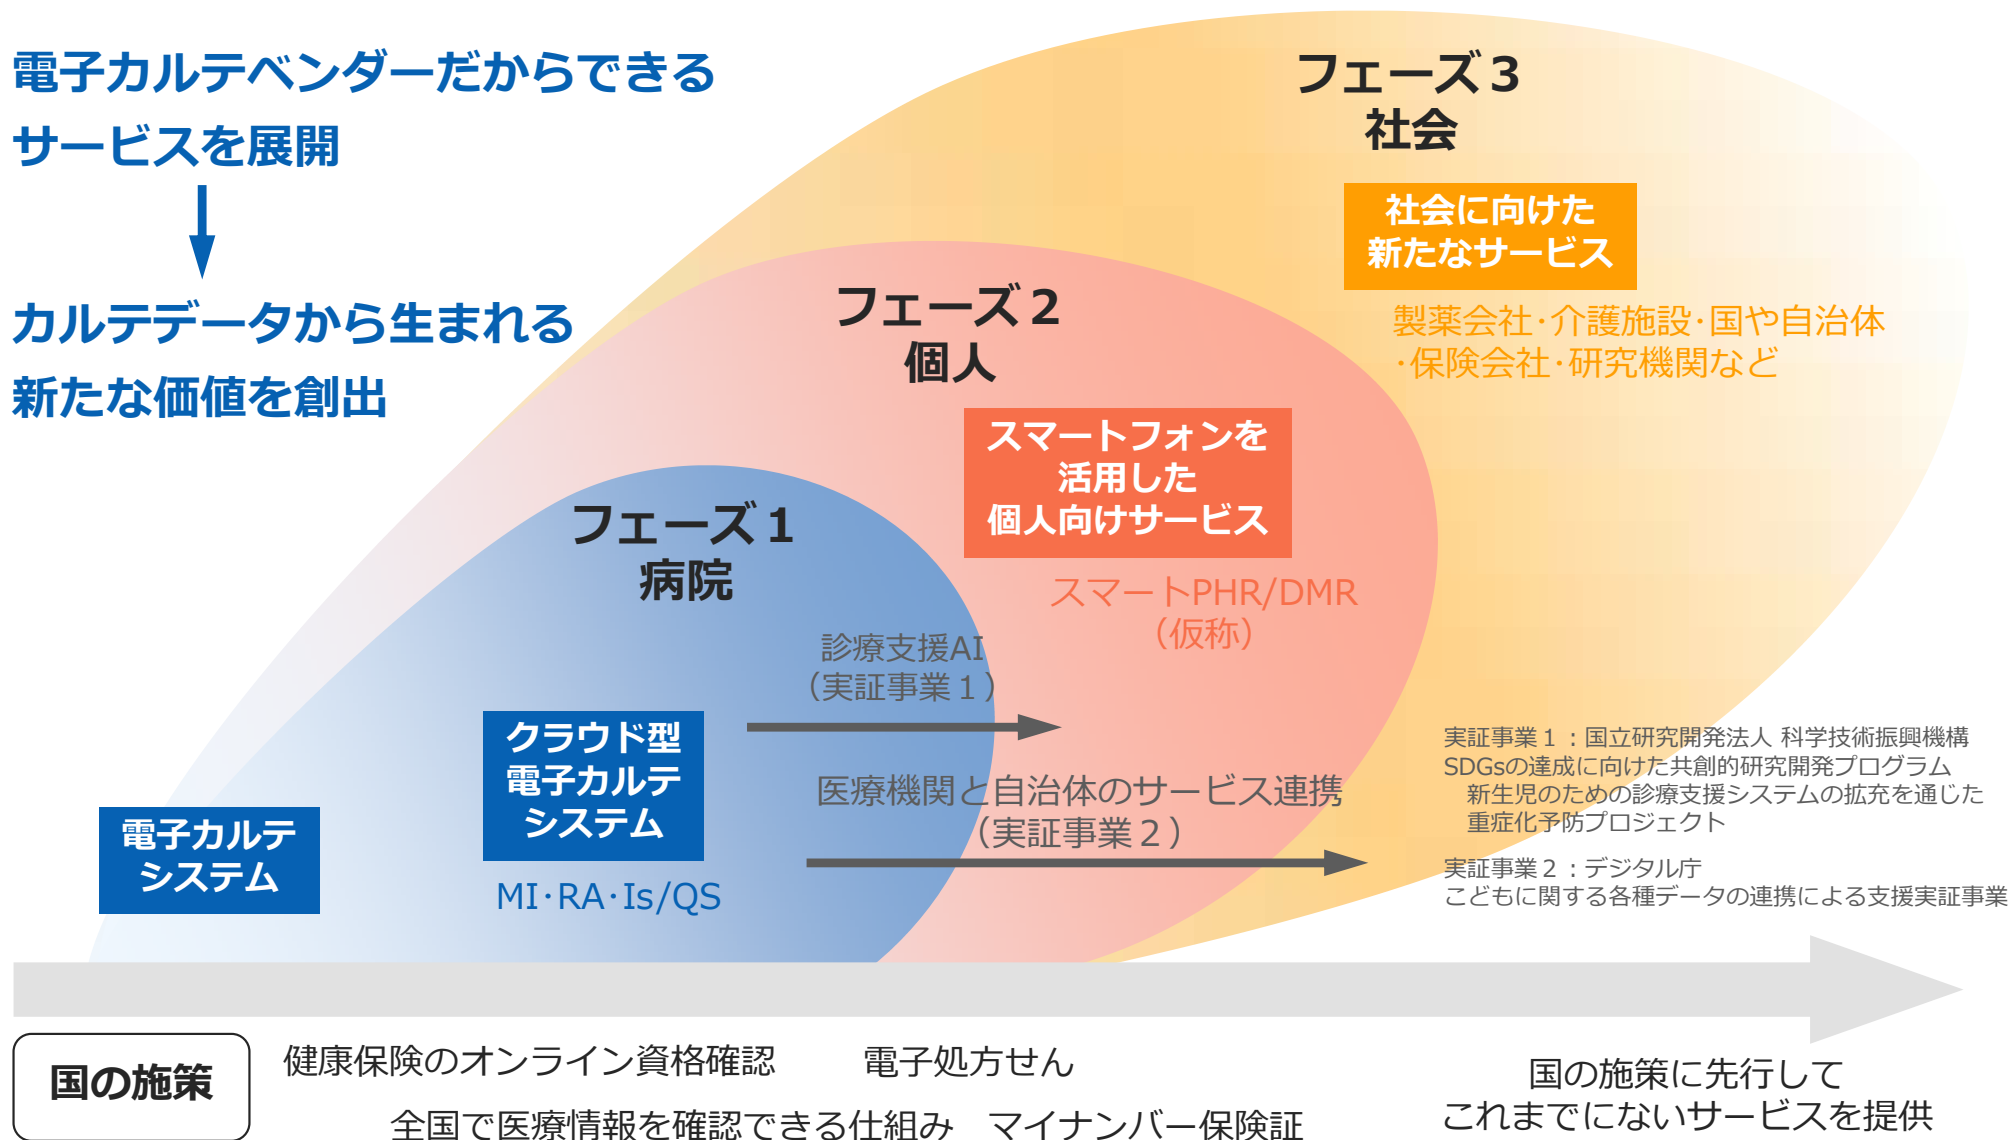 電子カルテベンダーだからできる
サービスを展開
カルテデータから生まれる
新たな価値を創出
フェーズ３
社会
社会に向けた
新たなサービス
製薬会社･介護施設･国や自治体
･保険会社･研究機関など
フェーズ２
個人
スマートフォンを
活用した
個人向けサービス
スマートPHR/DMR
（仮称）
フェーズ１
病院
診療支援AI
（実証事業１）
クラウド型
電子カルテ
システム
MI･RA･Is/QS
医療機関と自治体のサービス連携
（実証事業２）
電子カルテ
システム
実証事業１：国立研究開発法人 科学技術振興機構
SDGsの達成に向けた共創的研究開発プログラム
新生児のための診療支援システムの拡充を通じた
重症化予防プロジェクト
実証事業２：デジタル庁
こどもに関する各種データの連携による支援実証事業
国の施策
健康保険のオンライン資格確認　　電子処方せん
全国で医療情報を確認できる仕組み　マイナンバー保険証
国の施策に先行して
これまでにないサービスを提供